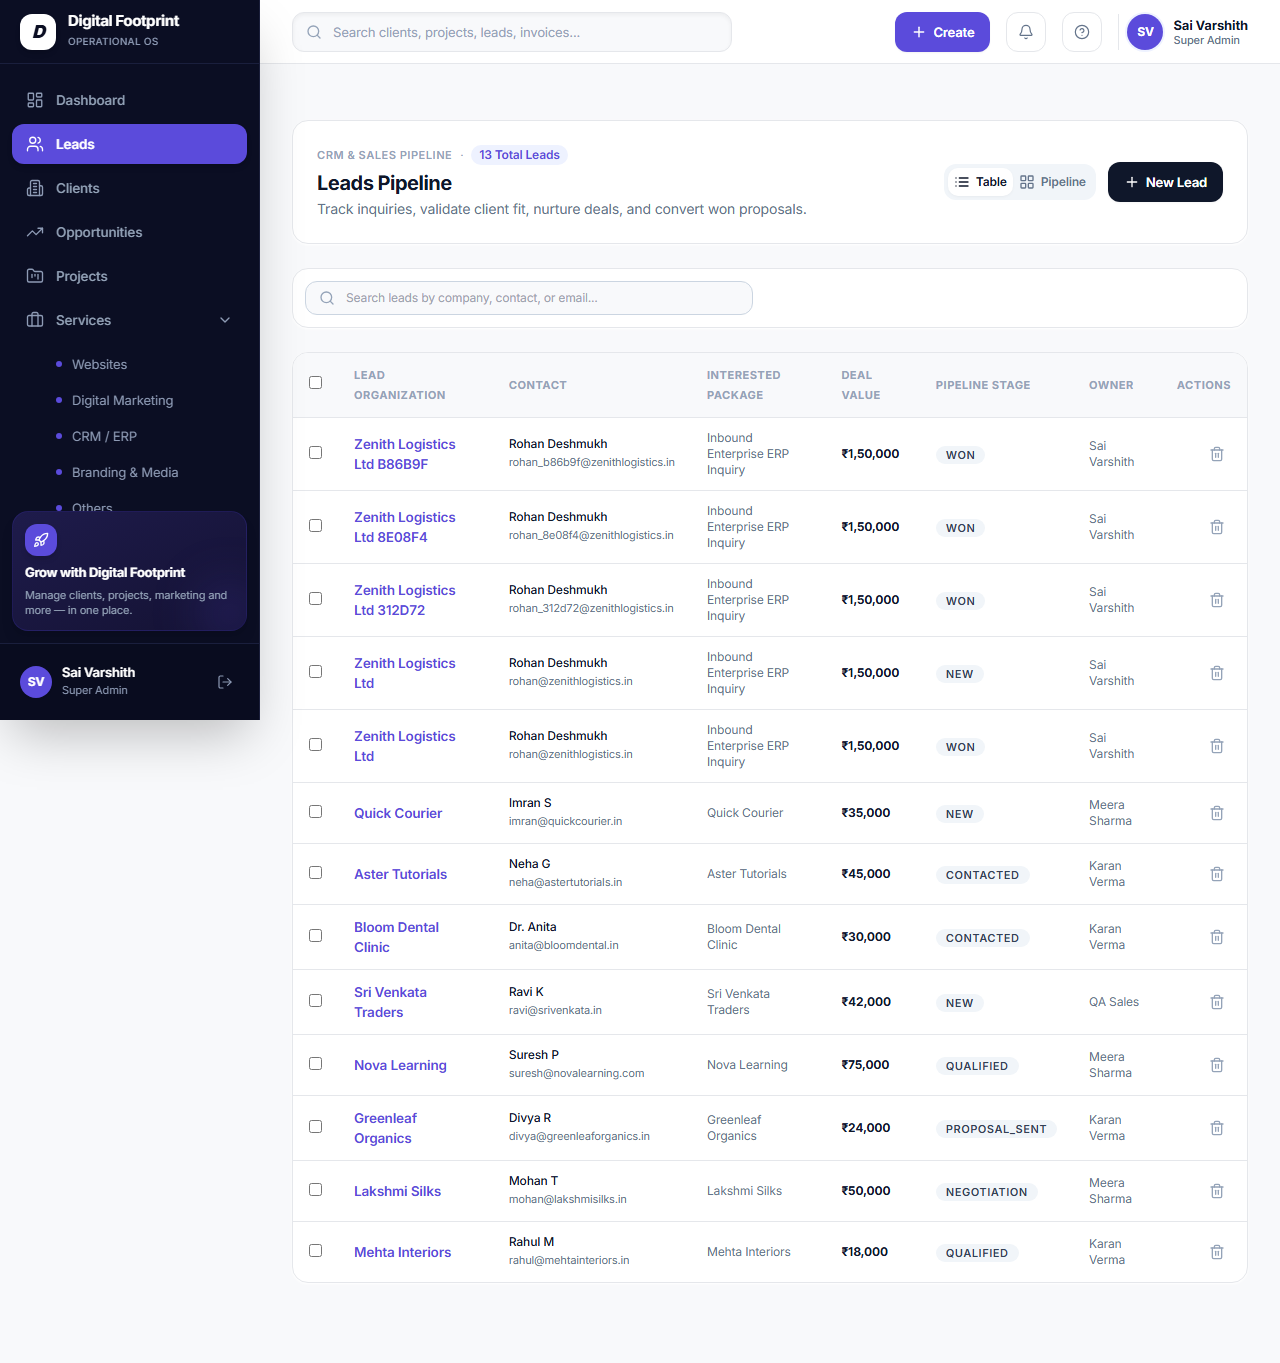 Digital Footprint
OPERATIONAL OS
D
Search clients, projects, leads, invoices...
Create
SV
Sai Varshith
Super Admin
Dashboard
Leads
Clients
Opportunities
Projects
Services
Websites
Digital Marketing
CRM / ERP
Branding & Media
Others
Grow with Digital Footprint
Manage clients, projects, marketing and
more — in one place.
SV
Sai Varshith
Super Admin
CRM & SALES PIPELINE · 13 Total Leads
Leads Pipeline
Track inquiries, validate client fit, nurture deals, and convert won proposals.
Table
Pipeline
New Lead
Search leads by company, contact, or email...
LEAD
ORGANIZATION
CONTACT
INTERESTED
PACKAGE
DEAL
VALUE
PIPELINE STAGE
OWNER
ACTIONS
Zenith Logistics
Ltd B86B9F
Rohan Deshmukh
rohan_b86b9f@zenithlogistics.in
Inbound
Enterprise ERP
Inquiry
₹1,50,000
WON
Sai
Varshith
Zenith Logistics
Ltd 8E08F4
Rohan Deshmukh
rohan_8e08f4@zenithlogistics.in
Inbound
Enterprise ERP
Inquiry
₹1,50,000
WON
Sai
Varshith
Zenith Logistics
Ltd 312D72
Rohan Deshmukh
rohan_312d72@zenithlogistics.in
Inbound
Enterprise ERP
Inquiry
₹1,50,000
WON
Sai
Varshith
Zenith Logistics
Ltd
Rohan Deshmukh
rohan@zenithlogistics.in
Inbound
Enterprise ERP
Inquiry
₹1,50,000
NEW
Sai
Varshith
Zenith Logistics
Ltd
Rohan Deshmukh
rohan@zenithlogistics.in
Inbound
Enterprise ERP
Inquiry
₹1,50,000
WON
Sai
Varshith
Quick Courier
Imran S
imran@quickcourier.in
Quick Courier
₹35,000
NEW
Meera
Sharma
Aster Tutorials
Neha G
neha@astertutorials.in
Aster Tutorials
₹45,000
CONTACTED
Karan
Verma
Bloom Dental
Clinic
Dr. Anita
anita@bloomdental.in
Bloom Dental
Clinic
₹30,000
CONTACTED
Karan
Verma
Sri Venkata
Traders
Ravi K
ravi@srivenkata.in
Sri Venkata
Traders
₹42,000
NEW
QA Sales
Nova Learning
Suresh P
suresh@novalearning.com
Nova Learning
₹75,000
QUALIFIED
Meera
Sharma
Greenleaf
Organics
Divya R
divya@greenleaforganics.in
Greenleaf
Organics
₹24,000
PROPOSAL_SENT
Karan
Verma
Lakshmi Silks
Mohan T
mohan@lakshmisilks.in
Lakshmi Silks
₹50,000
NEGOTIATION
Meera
Sharma
Mehta Interiors
Rahul M
rahul@mehtainteriors.in
Mehta Interiors
₹18,000
QUALIFIED
Karan
Verma